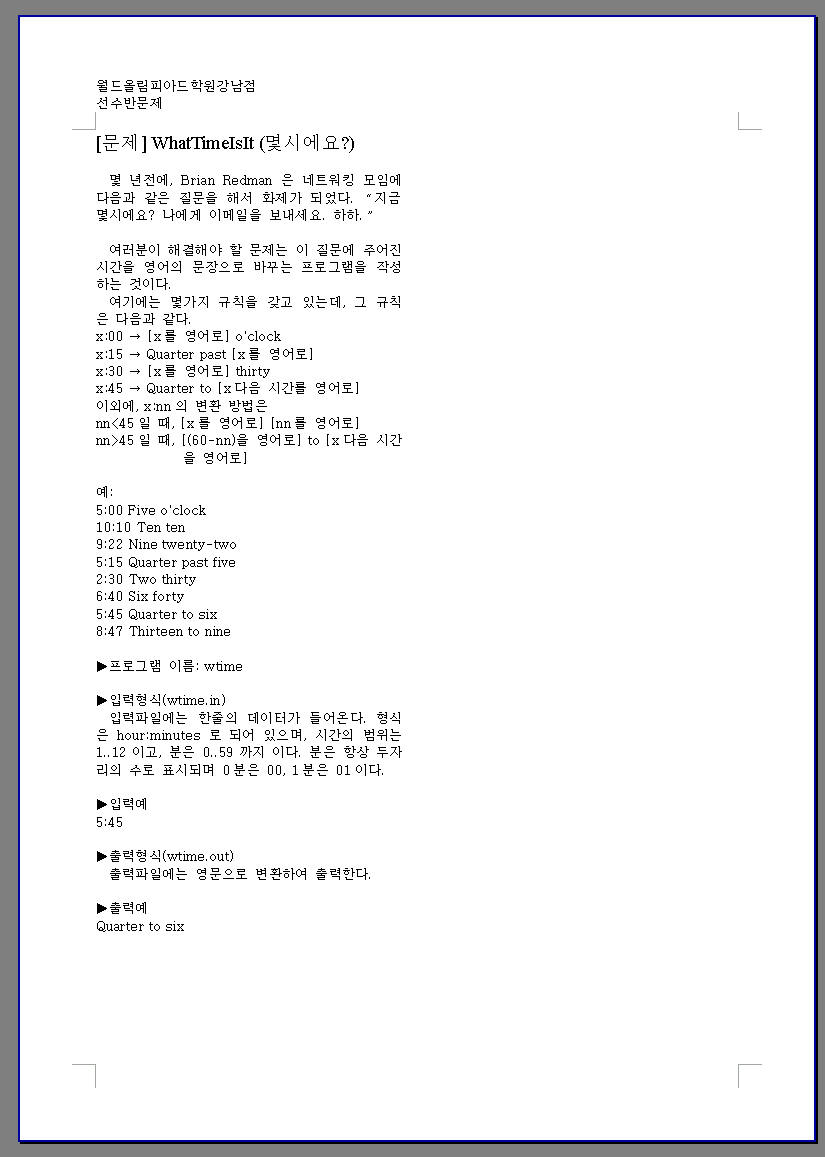 월드올림피아드학원강남점
선수반문제
[문제] WhatTimeIsIt (몇시에요?)
몇 년전에, Brian Redman 은 네트워킹 모임에
다음과 같은 질문을 해서 화제가 되었다. “지금
몇시에요? 나에게 이메일을 보내세요. 하하.”
여러분이 해결해야 할 문제는 이 질문에 주어진
시간을 영어의 문장으로 바꾸는 프로그램을 작성
하는 것이다.
여기에는 몇가지 규칙을 갖고 있는데, 그 규칙
은 다음과 같다.
x:00 → [x를 영어로] o'clock
x:15 → Quarter past [x를 영어로]
x:30 → [x를 영어로] thirty
x:45 → Quarter to [x다음 시간를 영어로]
이외에, x:nn의 변환 방법은
nn<45일 때, [x를 영어로] [nn를 영어로]
nn>45일 때, [(60-nn)을 영어로] to [x다음 시간
을 영어로]
예:
5:00 Five o'clock
10:10 Ten ten
9:22 Nine twenty-two
5:15 Quarter past five
2:30 Two thirty
6:40 Six forty
5:45 Quarter to six
8:47 Thirteen to nine
▶프로그램 이름: wtime
▶입력형식(wtime.in)
입력파일에는 한줄의 데이터가 들어온다. 형식
은 hour:minutes 로 되어 있으며, 시간의 범위는
1..12이고, 분은 0..59까지 이다. 분은 항상 두자
리의 수로 표시되며 0분은 00, 1분은 01이다.
▶입력예
5:45
▶출력형식(wtime.out)
출력파일에는 영문으로 변환하여 출력한다.
▶출력예
Quarter to six